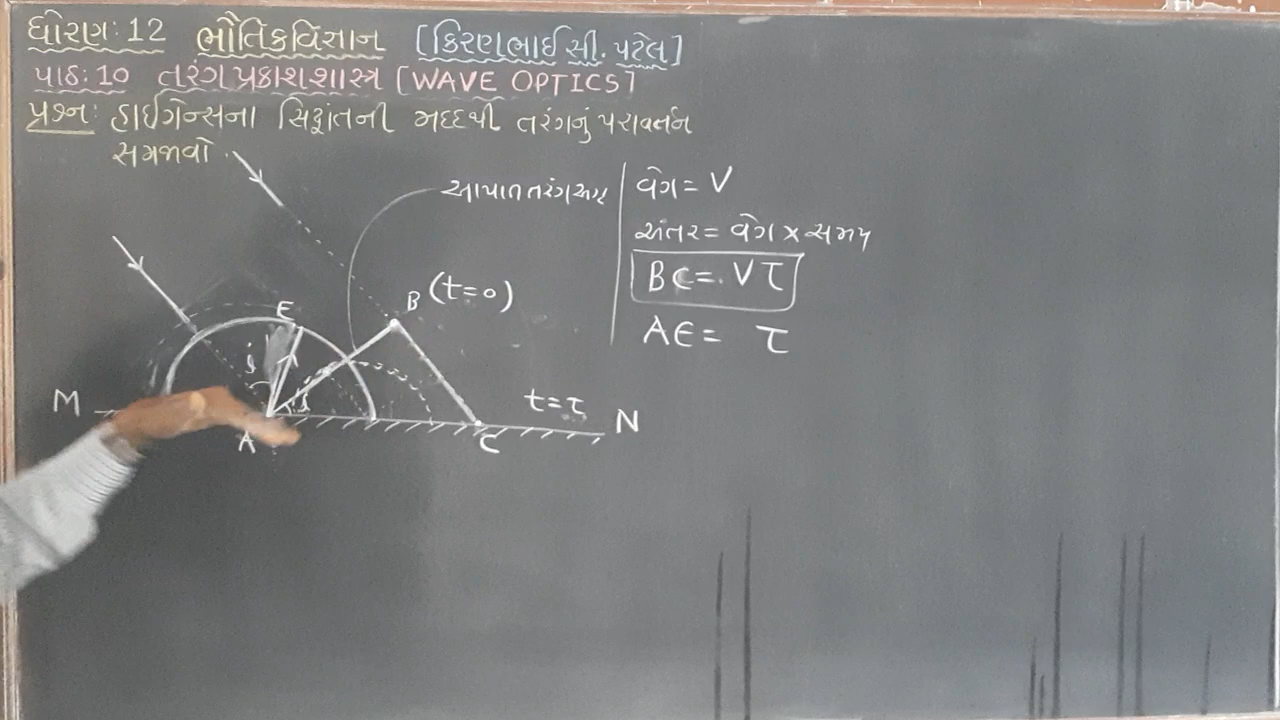 ધોરણ: 12 ભૌતિકવિજ્ઞાન [કિરણભાઈ સી. પટેલ]
પાઠ: 10 તરંગ પ્રકાશશાસ્ત્ર [WAVE OPTICS]
પ્રશ્ન: હાઈગેન્સના સિદ્ધાંતની મદદથી તરંગનું પરાવર્તન
સમજાવો.
આપાત તરંગઅગ્ર
વેગ = V
અંતર = વેગ × સમય
BC = Vτ
AE = τ
B (t=0)
E
i
i
M
A
C
t=τ
N